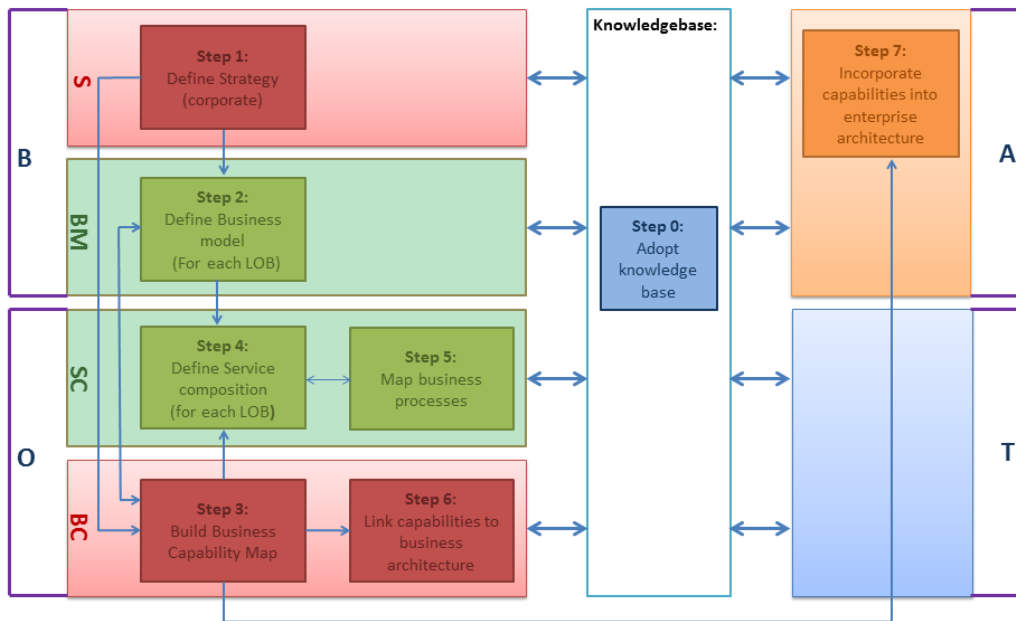 B
S
Step 1:
Define Strategy
(corporate)
BM
Step 2:
Define Business
model
(For each LOB)
O
SC
Step 4:
Define Service
composition
(for each LOB)
Step 5:
Map business
processes
BC
Step 3:
Build Business
Capability Map
Step 6:
Link capabilities to
business
architecture
Knowledgebase:
Step 0:
Adopt
knowledge
base
Step 7:
Incorporate
capabilities into
enterprise
architecture
A
T